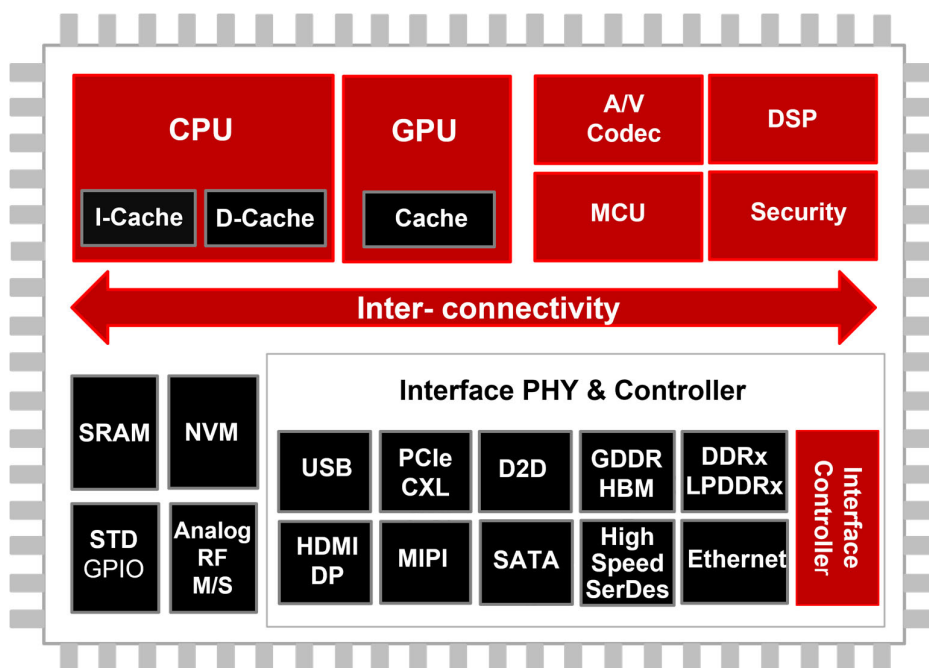 CPU
I-Cache
D-Cache
GPU
Cache
A/V
Codec
DSP
MCU
Security
Inter- connectivity
SRAM
NVM
STD
GPIO
Analog
RF
M/S
Interface PHY & Controller
USB
PCIe
CXL
D2D
GDDR
HBM
DDRx
LPDDRx
HDMI
DP
MIPI
SATA
High
Speed
SerDes
Ethernet
Interface
Controller